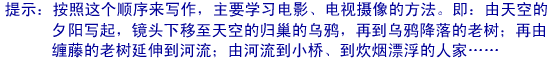 提示：按照这个顺序来写作，主要学习电影、电视摄像的方法。即：由天空的
夕阳写起，镜头下移至天空的归巢的乌鸦，再到乌鸦降落的老树；再由
缠藤的老树延伸到河流；由河流到小桥、到炊烟漂浮的人家……